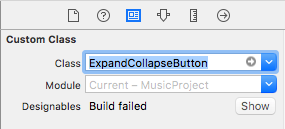 Custom Class
Class ExpandCollapseButton
Module Current – MusicProject
Designables Build failed Show